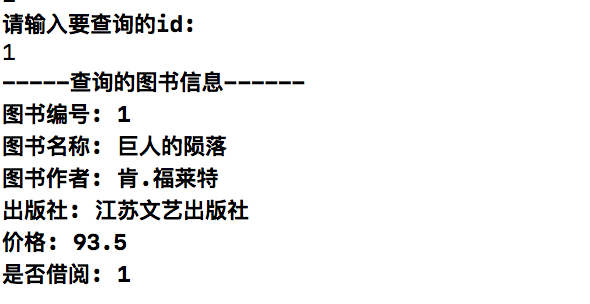 请输入要查询的id:
1
-----查询的图书信息------
图书编号: 1
图书名称: 巨人的陨落
图书作者: 肯.福莱特
出版社: 江苏文艺出版社
价格: 93.5
是否借阅: 1